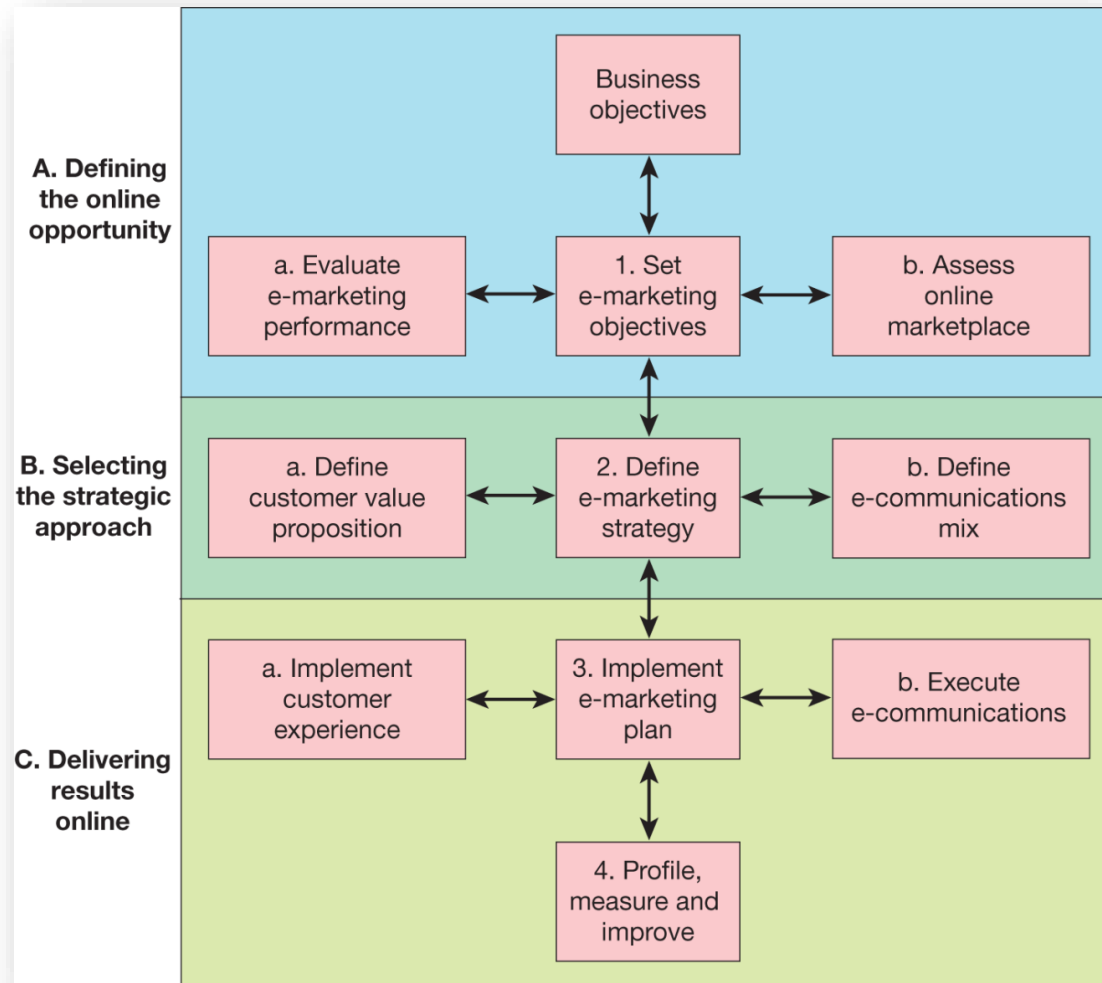 Business
objectives
A. Defining
the online
opportunity
a. Evaluate
e-marketing
performance
1. Set
e-marketing
objectives
b. Assess
online
marketplace
B. Selecting
the strategic
approach
a. Define
customer value
proposition
2. Define
e-marketing
strategy
b. Define
e-communications
mix
C. Delivering
results
online
a. Implement
customer
experience
3. Implement
e-marketing
plan
b. Execute
e-communications
4. Profile,
measure and
improve